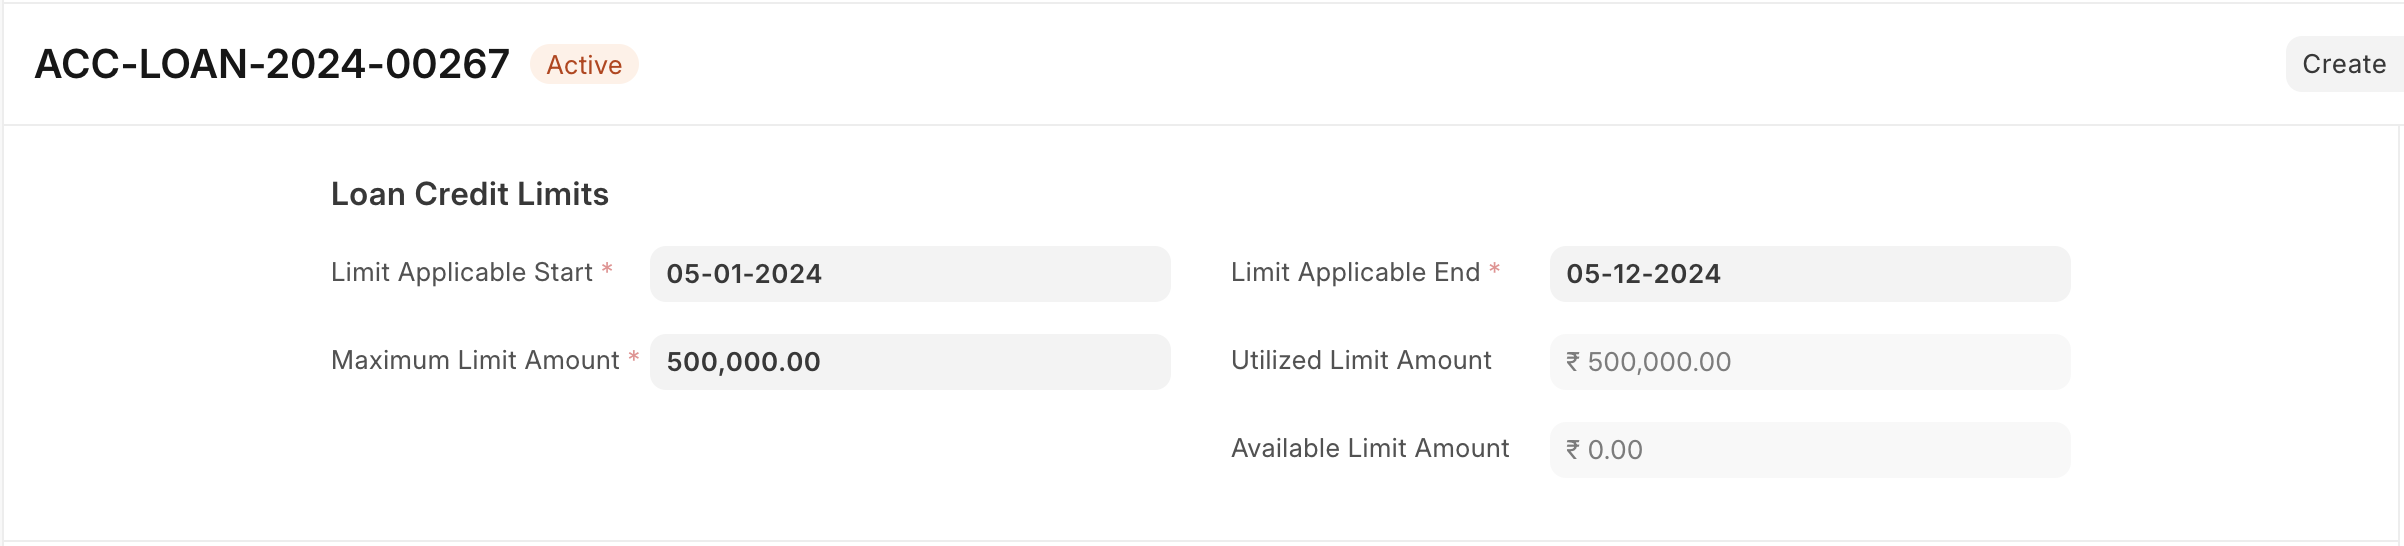 ACC-LOAN-2024-00267 Active Create
Loan Credit Limits
Limit Applicable Start * 05-01-2024 Limit Applicable End * 05-12-2024
Maximum Limit Amount * 500,000.00 Utilized Limit Amount ₹ 500,000.00
Available Limit Amount ₹ 0.00